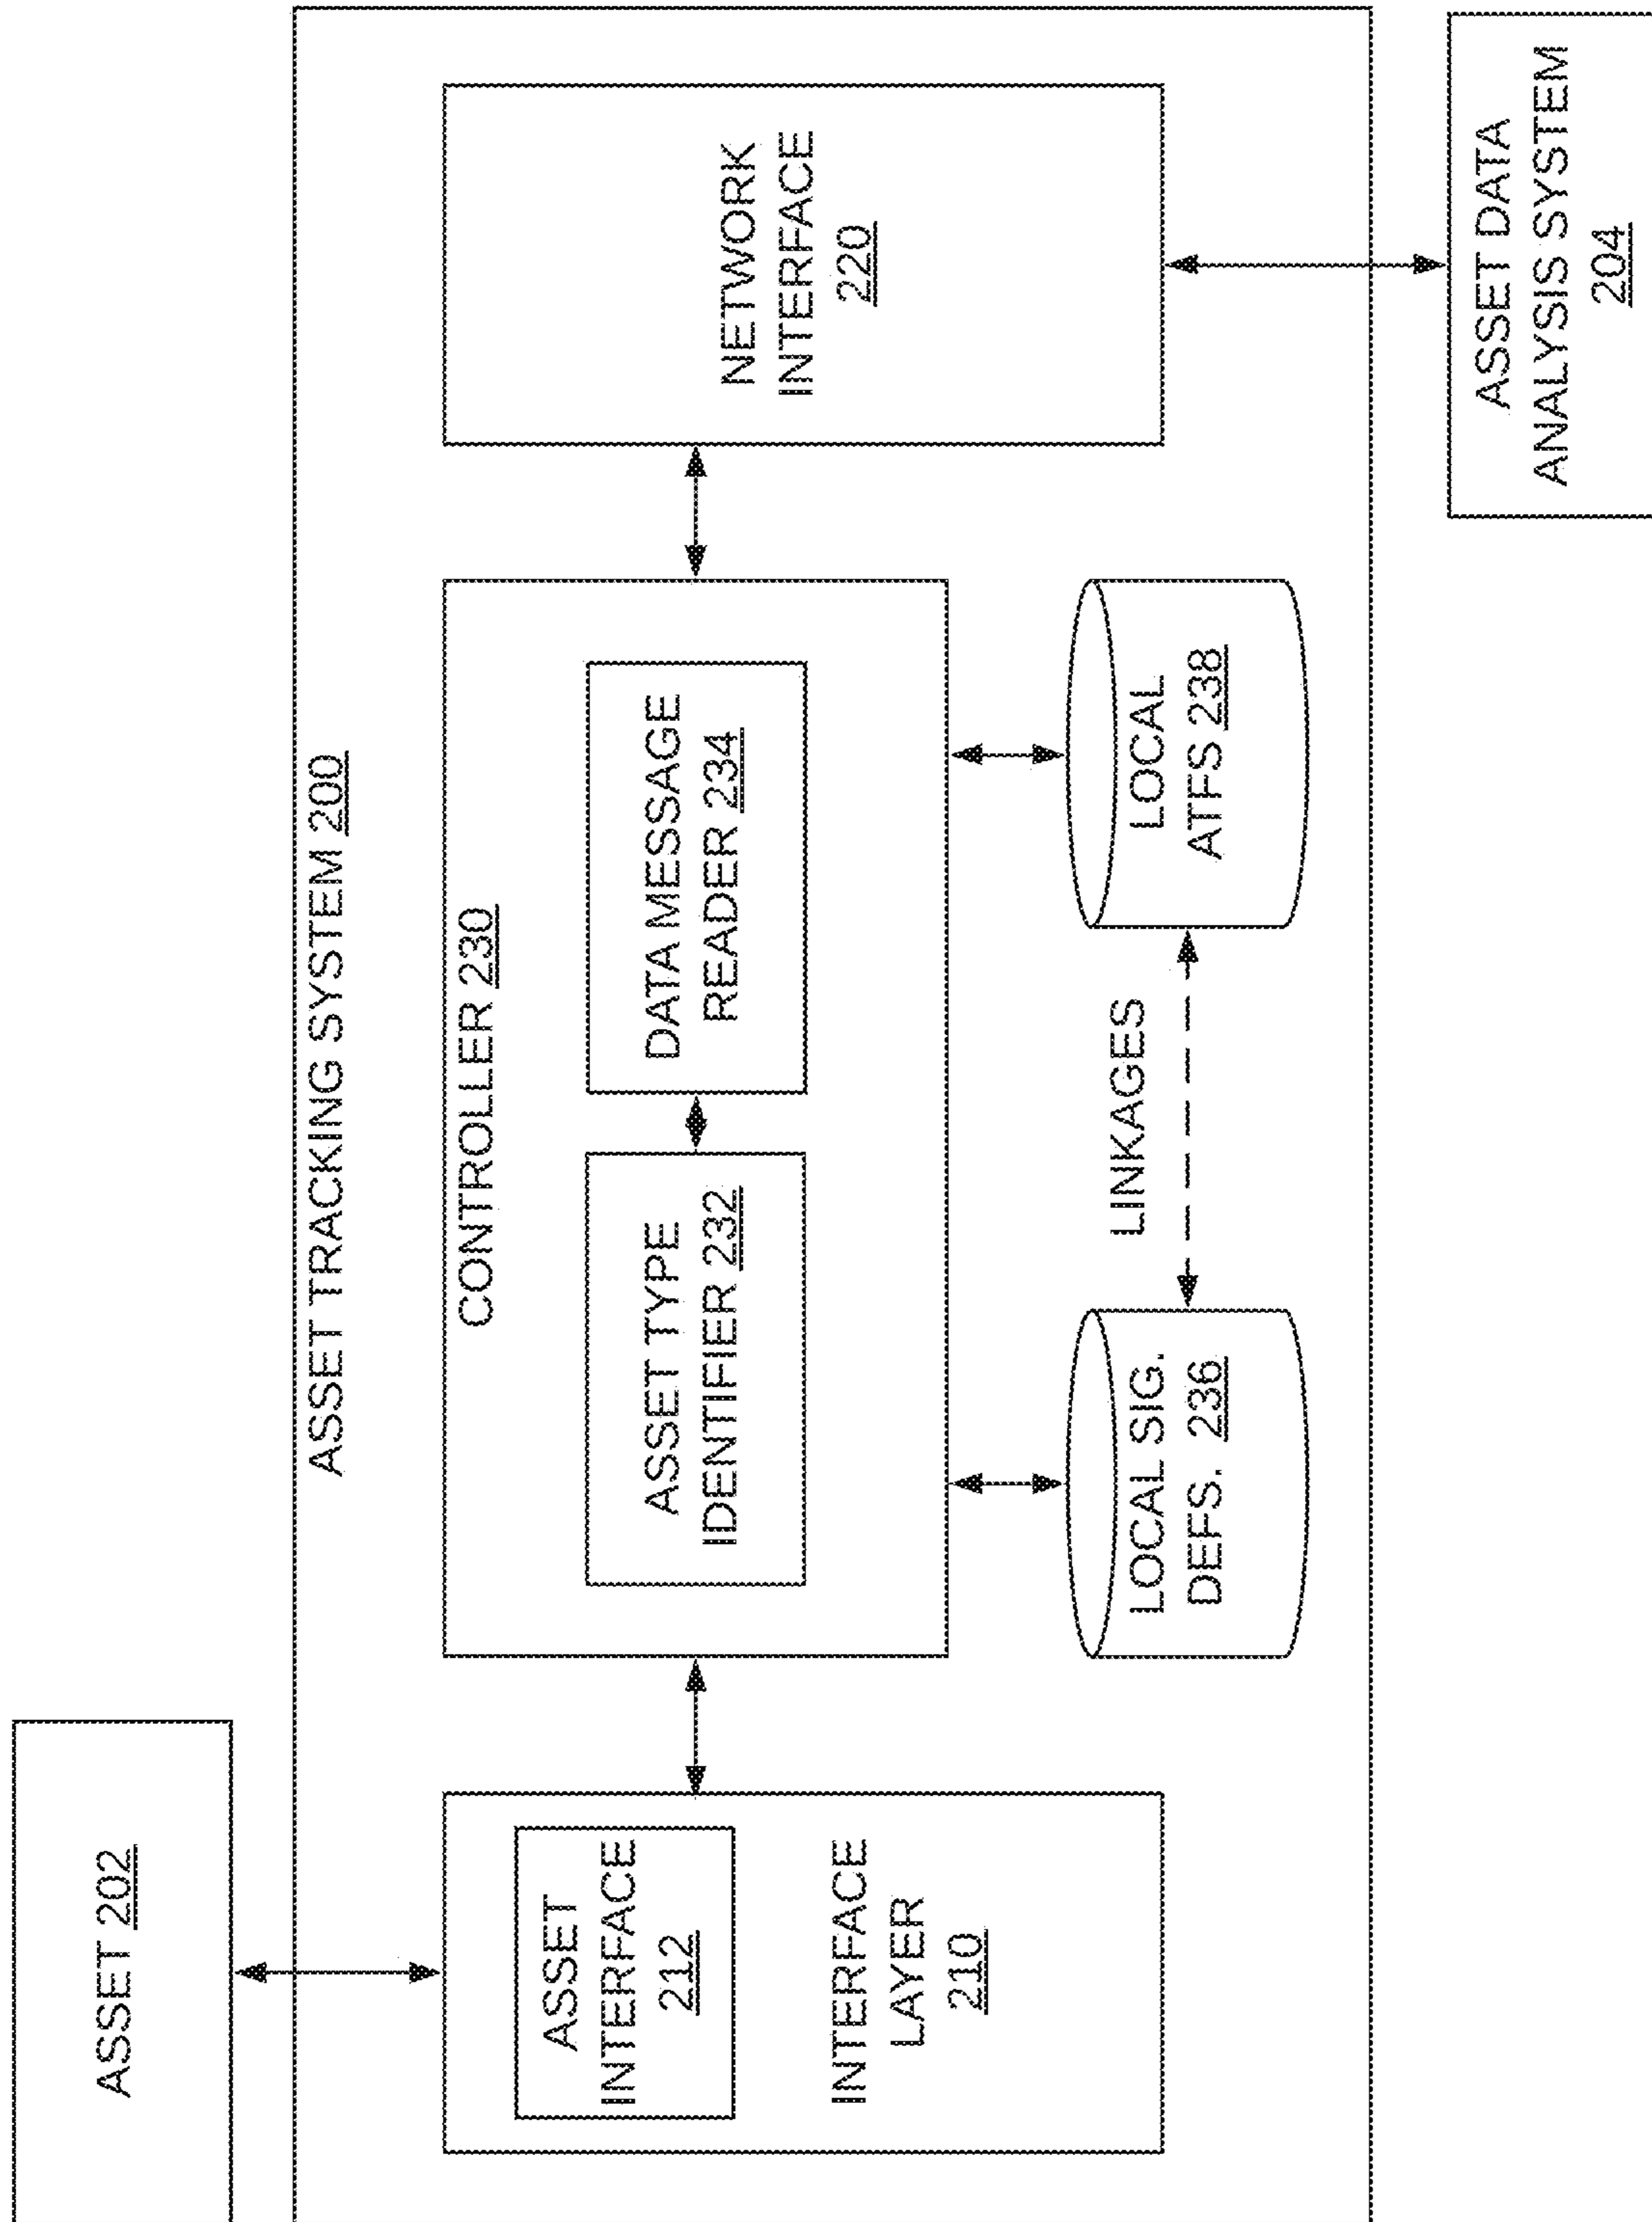 ASSET 202
ASSET TRACKING SYSTEM 200
ASSET
INTERFACE
212
INTERFACE
LAYER
210
CONTROLLER 230
ASSET TYPE
IDENTIFIER 232
DATA MESSAGE
READER 234
NETWORK
INTERFACE
220
LOCAL SIG.
DEFS. 236
LINKAGES
LOCAL
ATFS 238
ASSET DATA
ANALYSIS SYSTEM
204